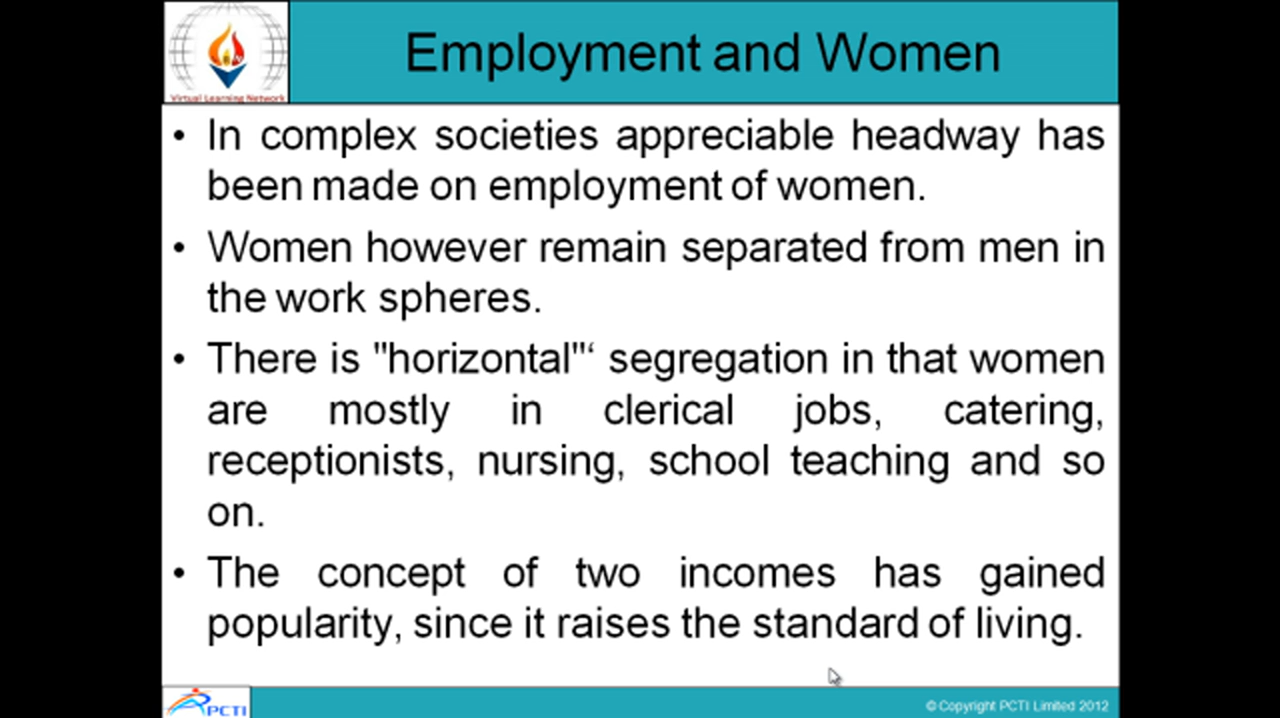 Employment and Women
Virtual Learning Network
• In complex societies appreciable headway has
been made on employment of women.
• Women however remain separated from men in
the work spheres.
• There is "horizontal"‘ segregation in that women
are mostly in clerical jobs, catering,
receptionists, nursing, school teaching and so
on.
• The concept of two incomes has gained
popularity, since it raises the standard of living.
PCTI
© Copyright PCTI Limited 2012